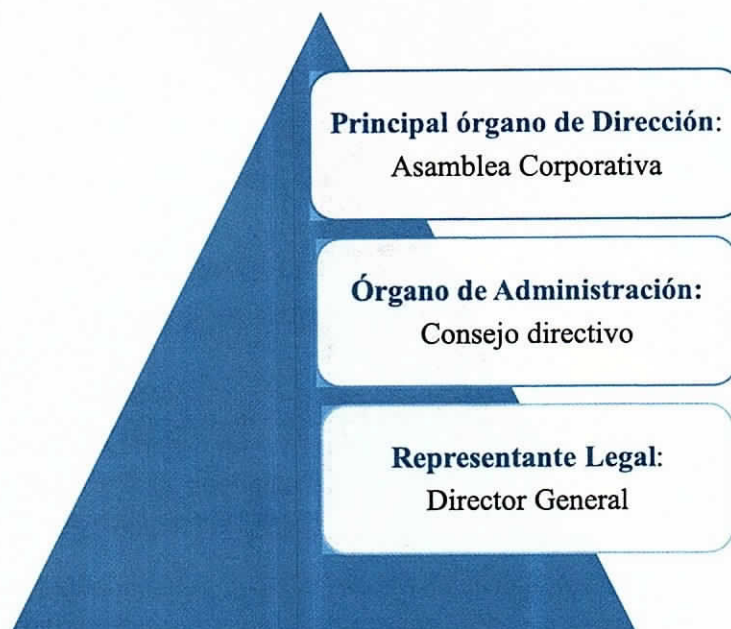 Principal órgano de Dirección:
Asamblea Corporativa
Órgano de Administración:
Consejo directivo
Representante Legal:
Director General